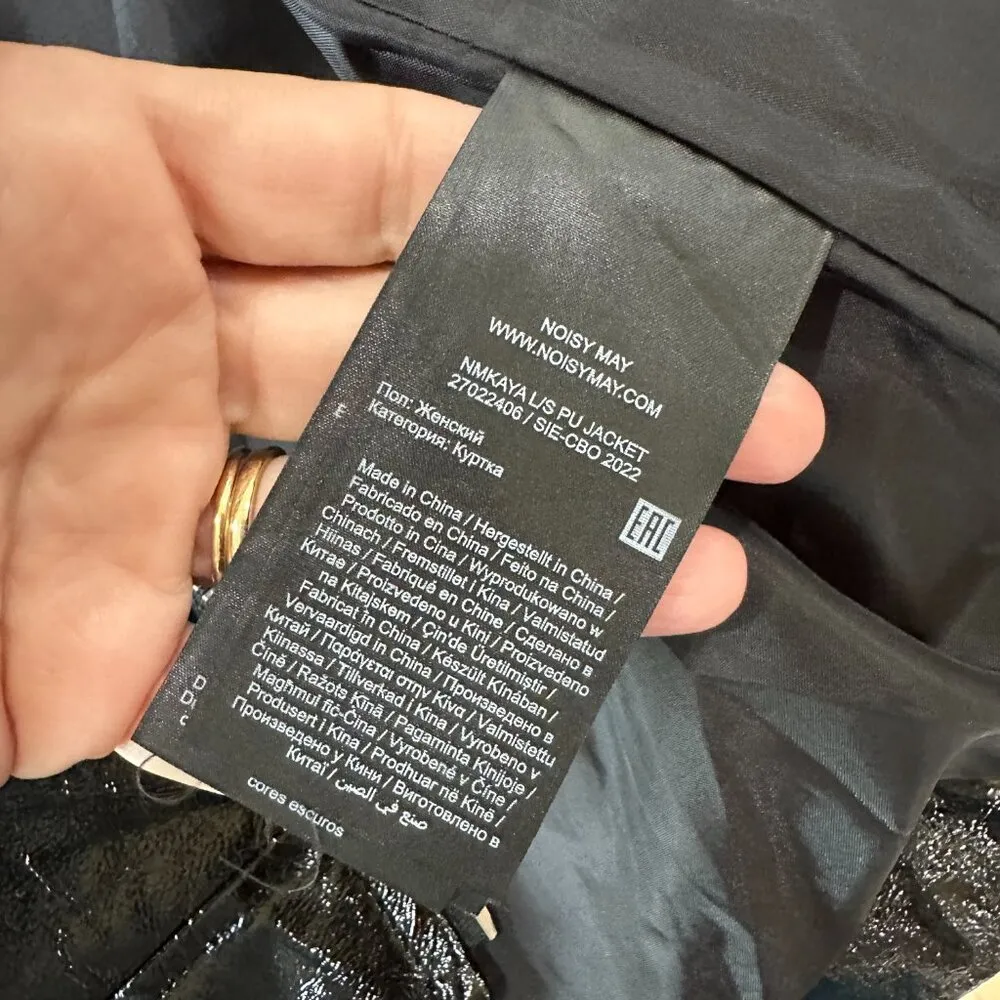 NOISY MAY
WWW.NOISYMAY.COM
NMKAYA L/S PU JACKET
27022406 / SIE-CBO 2022
Пол: Женский
Категория: Куртка
EAC
Made in China / Hergestellt in China /
Fabricado en China / Feito na China /
Prodotto in Cina / Wyprodukowano w
Chinach / Fremstillet i Kina / Valmistatud
Hiinas / Fabriqué en Chine / Сделано в
Китае / Proizvedeno u Kini / Proizvedeno
na Kitajskem / Çin'de Üretilmiştir /
Fabricat în China / Készült Kínában /
Vervaardigd in China / Произведено в
Китай / Παράγεται στην Κίνα / Valmistettu
Kiinassa / Tillverkad i Kina / Vyrobeno v
Číně / Ražots Ķīnā / Pagaminta Kinijoje /
Maghmul fiċ-Ċina / Vyrobené v Číne /
Produsert i Kina / Prodhuar në Kinë /
Произведено у Кини / Виготовлено в
Китаї / صنع في الصين
cores escuros